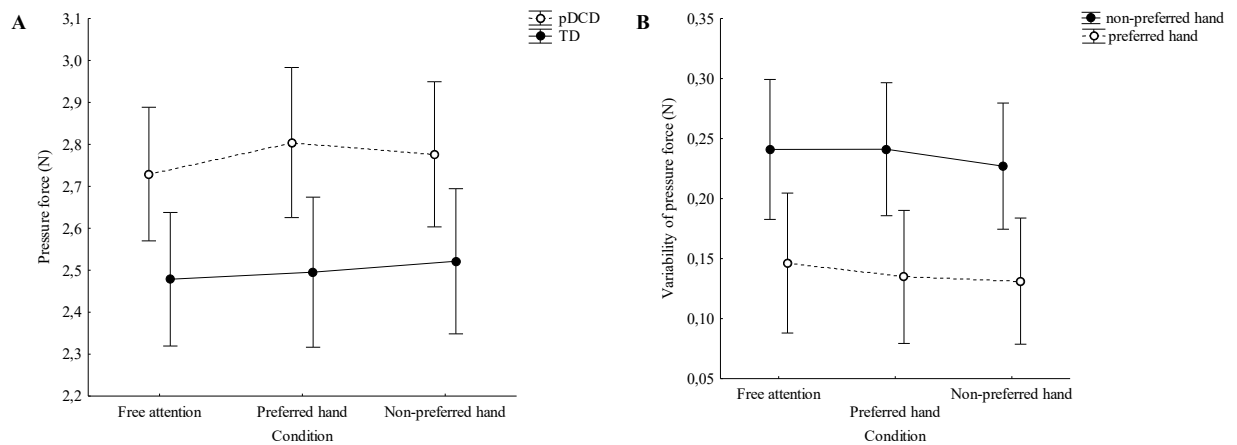 A
pDCD
TD
3,1
3,0
2,9
2,8
2,7
2,6
2,5
2,4
2,3
2,2
Pressure force (N)
Free attention
Preferred hand
Non-preferred hand
Condition
B
non-preferred hand
preferred hand
0,35
0,30
0,25
0,20
0,15
0,10
0,05
Variability of pressure force (N)
Free attention
Preferred hand
Non-preferred hand
Condition